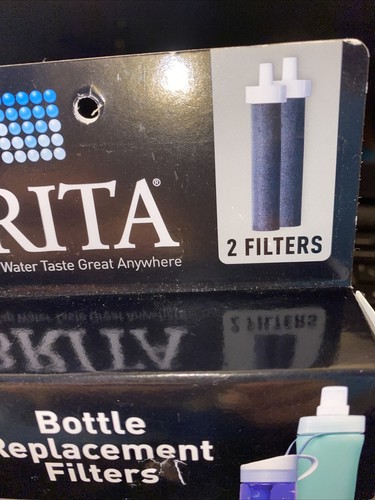 RITA®
Water Taste Great Anywhere
2 FILTERS
Bottle
Replacement
Filters